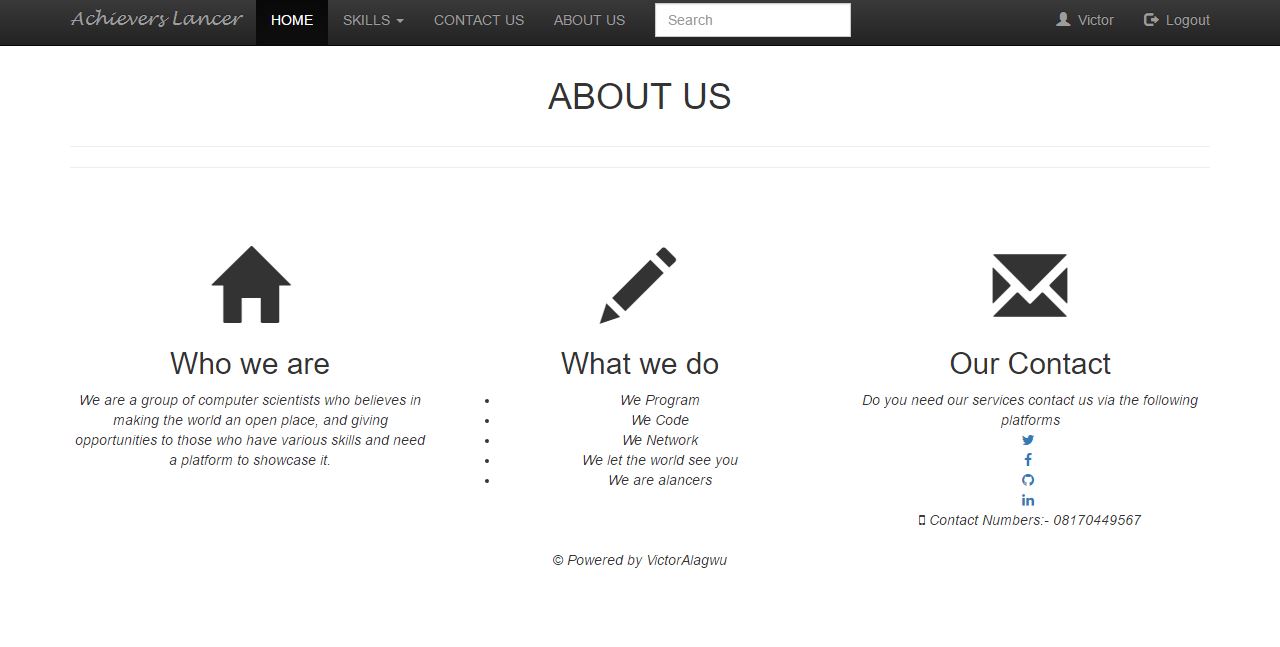 Achievers Lancer HOME SKILLS CONTACT US ABOUT US Search Victor Logout
ABOUT US
Who we are
We are a group of computer scientists who believes in
making the world an open place, and giving
opportunities to those who have various skills and need
a platform to showcase it.
What we do
• We Program
• We Code
• We Network
• We let the world see you
• We are alancers
Our Contact
Do you need our services contact us via the following
platforms
Contact Numbers:- 08170449567
© Powered by VictorAlagwu